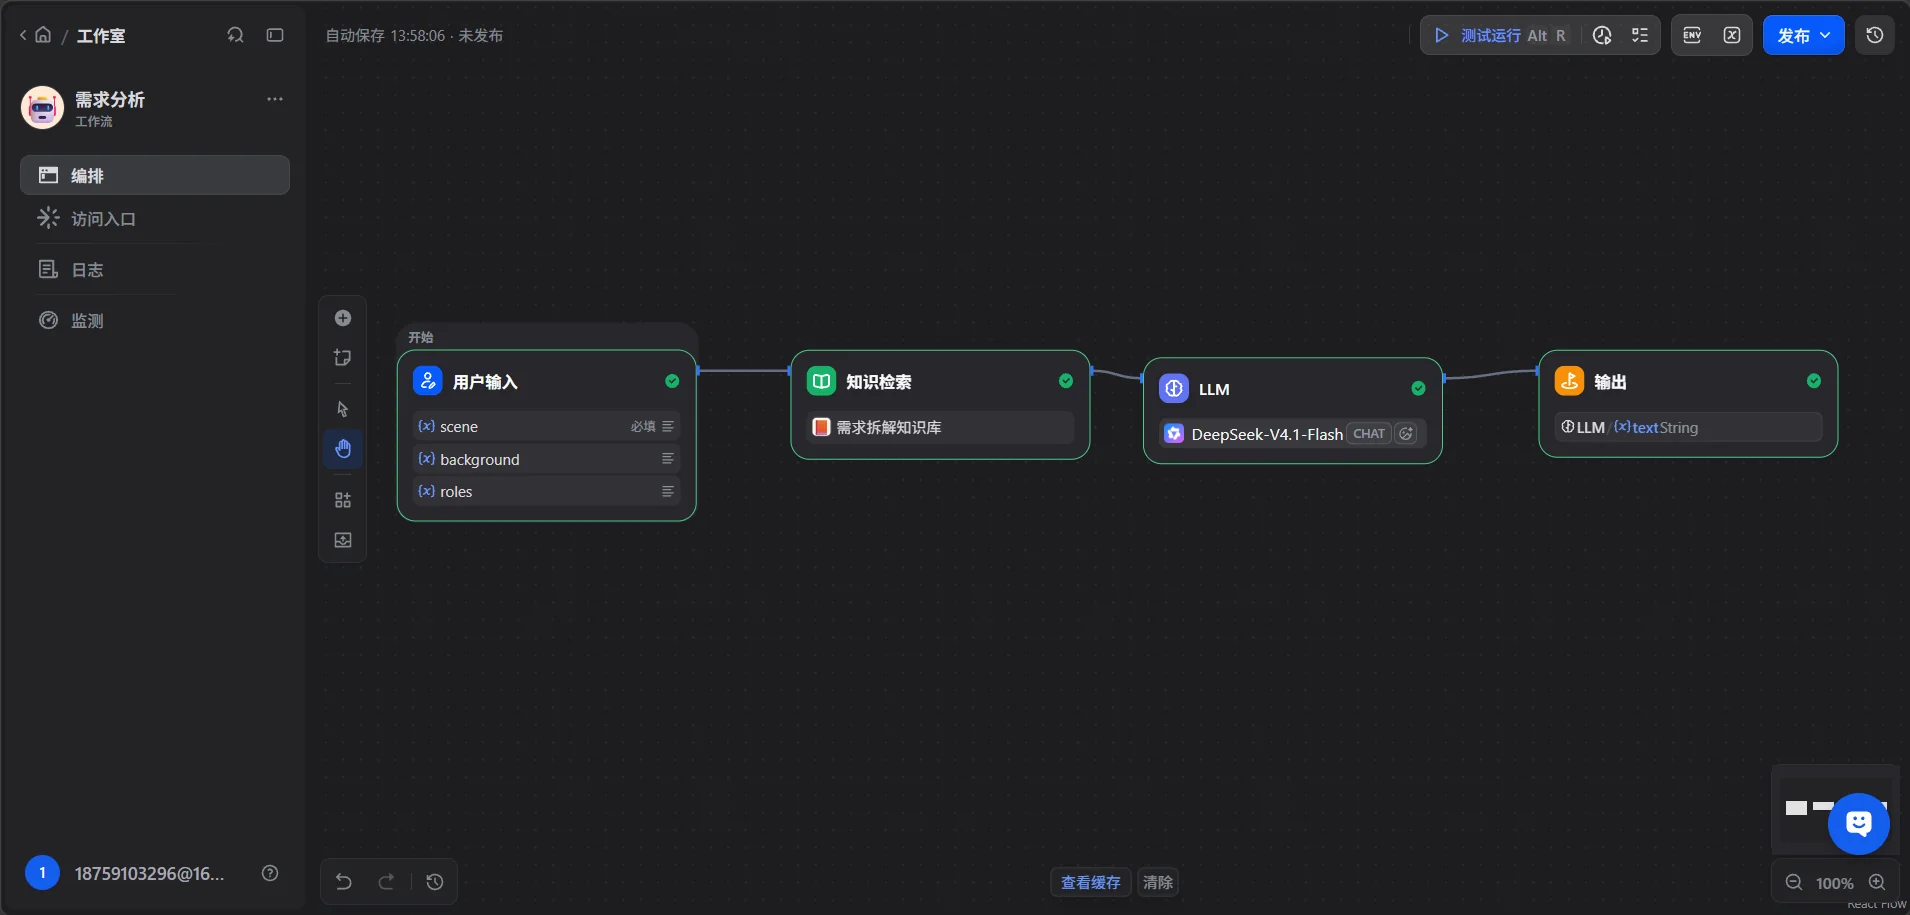 / 工作室
需求分析
工作流
编排
访问入口
日志
监测
1 18759103296@16...
自动保存 13:58:06 · 未发布
测试运行 Alt R
ENV
发布
开始
用户输入
{x} scene 必填
{x} background
{x} roles
知识检索
需求拆解知识库
LLM
DeepSeek-V4.1-Flash CHAT
输出
LLM / {x} text String
查看缓存 清除
100%
React Flow